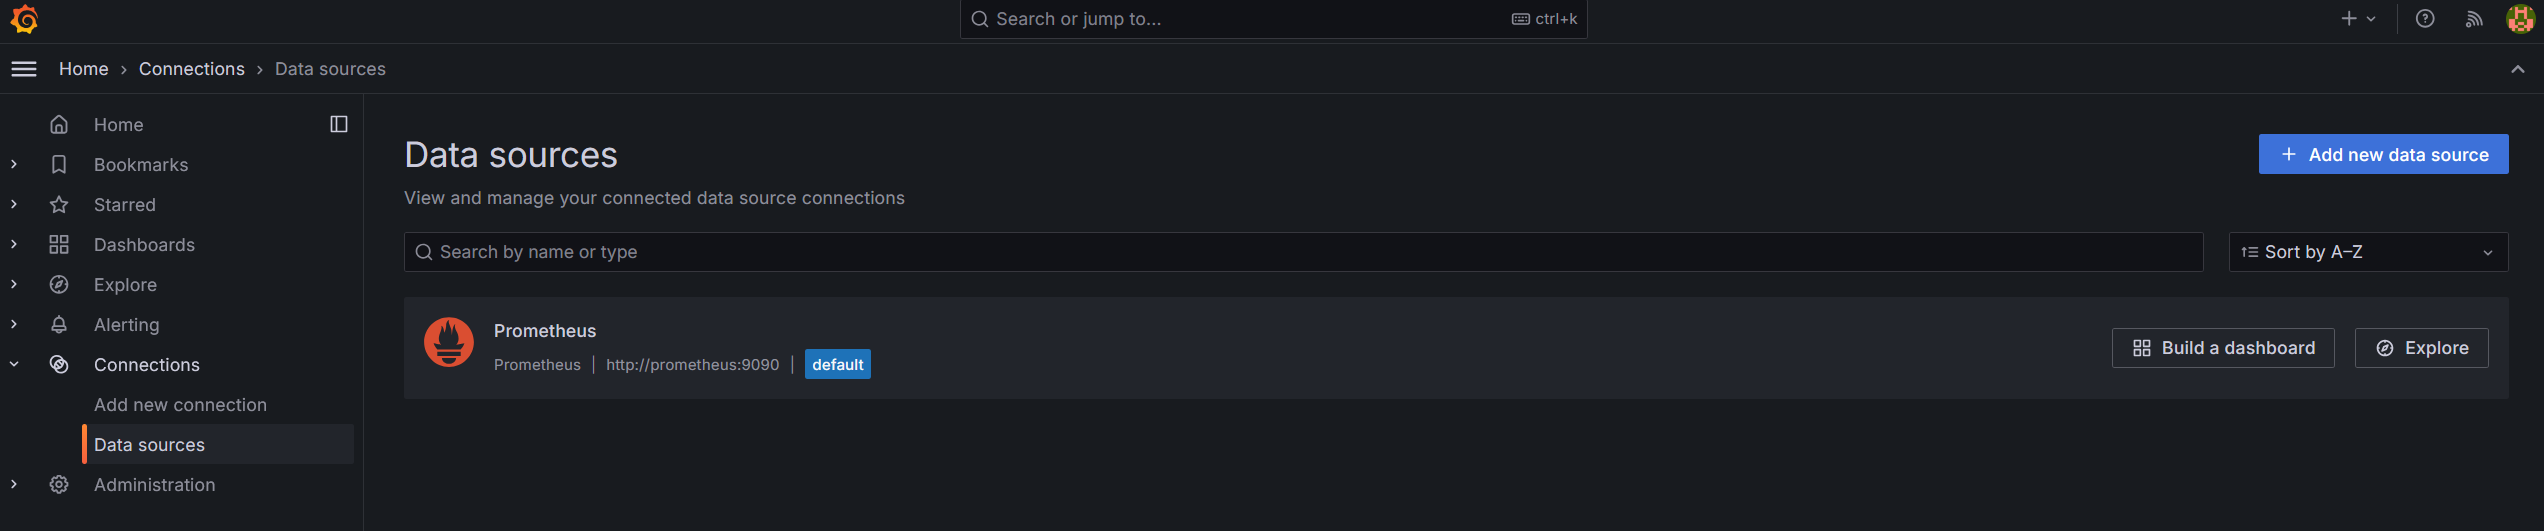 Search or jump to...
ctrl+k
Home
Connections
Data sources
Home
Bookmarks
Starred
Dashboards
Explore
Alerting
Connections
Add new connection
Data sources
Administration
Data sources
Add new data source
View and manage your connected data source connections
Search by name or type
Sort by A–Z
Prometheus
Prometheus | http://prometheus:9090 | default
Build a dashboard
Explore